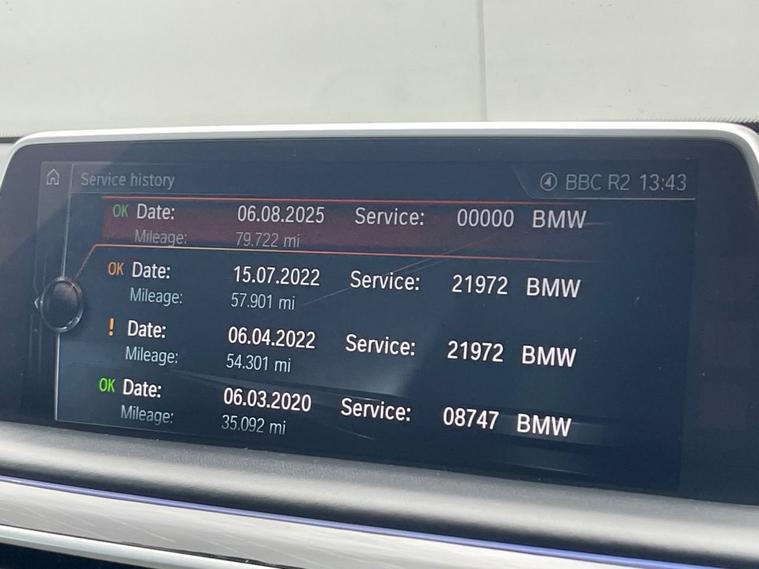 Service history BBC R2 13:43
OK Date: 06.08.2025 Service: 00000 BMW
Mileage: 79.722 mi
OK Date: 15.07.2022 Service: 21972 BMW
Mileage: 57.901 mi
! Date: 06.04.2022 Service: 21972 BMW
Mileage: 54.301 mi
OK Date: 06.03.2020 Service: 08747 BMW
Mileage: 35.092 mi